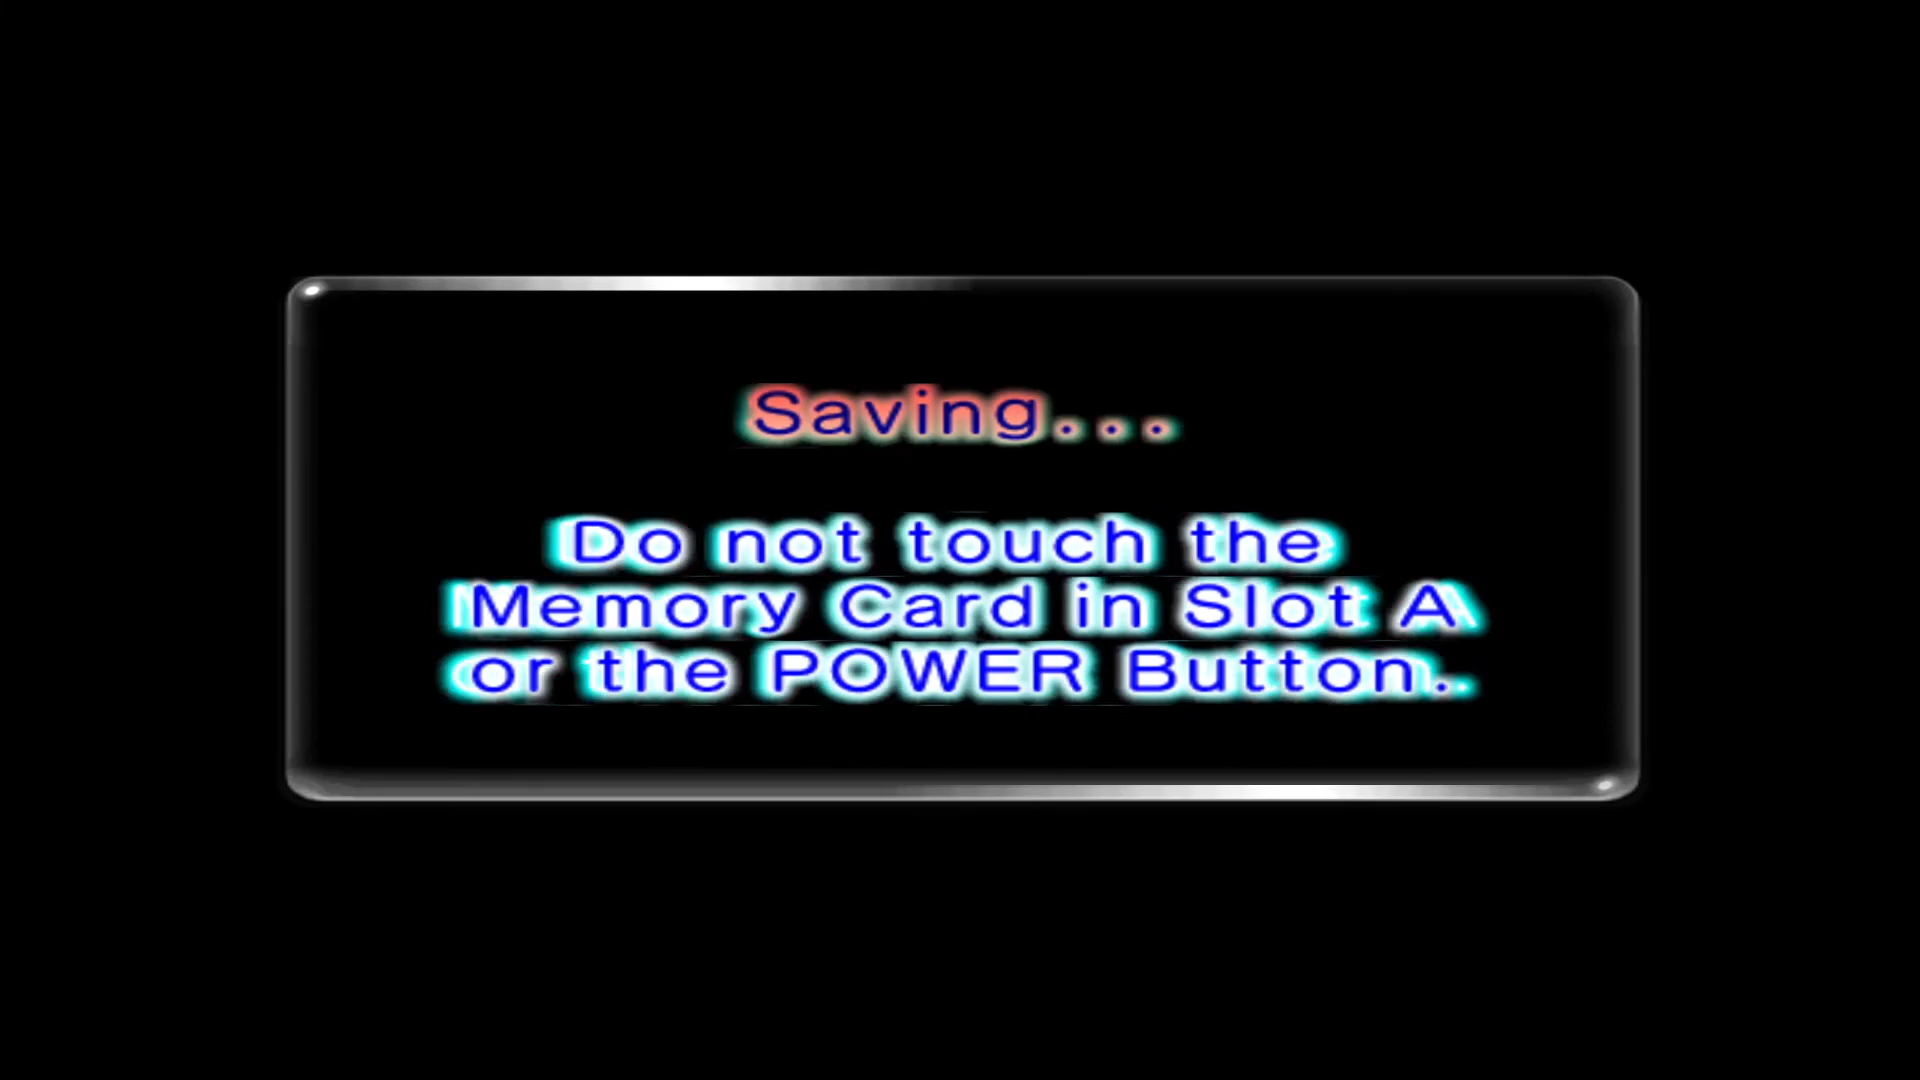 Saving...
Do not touch the
Memory Card in Slot A
or the POWER Button.